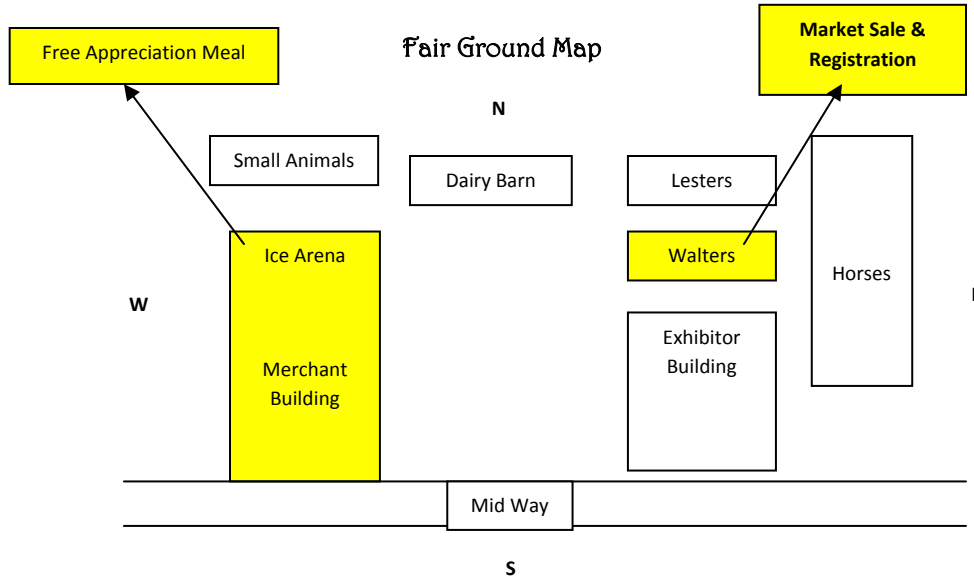 Free Appreciation Meal
Fair Ground Map
Market Sale &
Registration
N
Small Animals
Dairy Barn
Lesters
Ice Arena
Walters
Horses
W
Exhibitor
Building
Merchant
Building
Mid Way
S